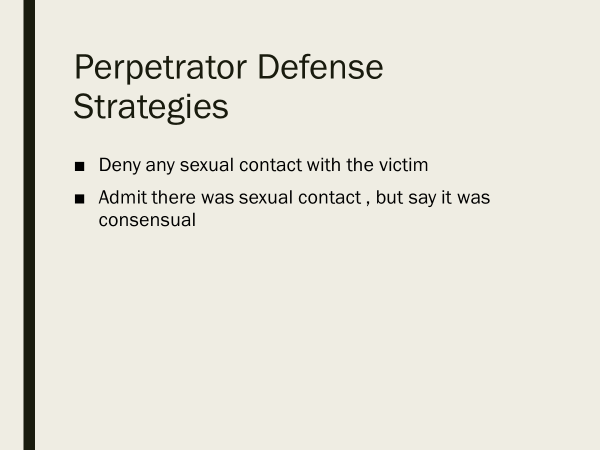 Perpetrator Defense
Strategies
■ Deny any sexual contact with the victim
■ Admit there was sexual contact , but say it was
consensual